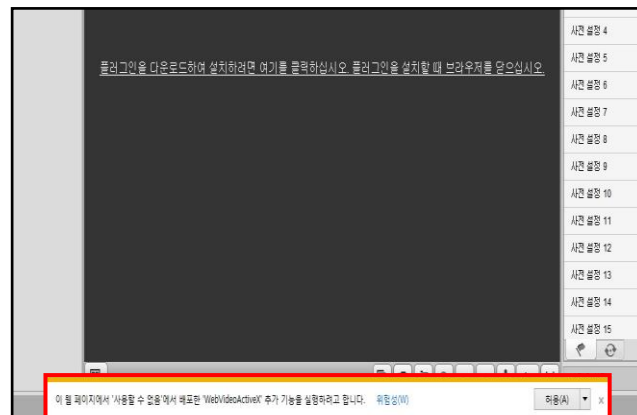 사전 설정 4
사전 설정 5
플러그인을 다운로드하여 설치하려면 여기를 클릭하십시오. 플러그인을 설치할 때 브라우저를 닫으십시오.
사전 설정 6
사전 설정 7
사전 설정 8
사전 설정 9
사전 설정 10
사전 설정 11
사전 설정 12
사전 설정 13
사전 설정 14
사전 설정 15
이 웹 페이지에서 '사용할 수 없음'에서 배포한 'WebVideoActiveX' 추가 기능을 실행하려고 합니다. 위험성(W) 허용(A) x